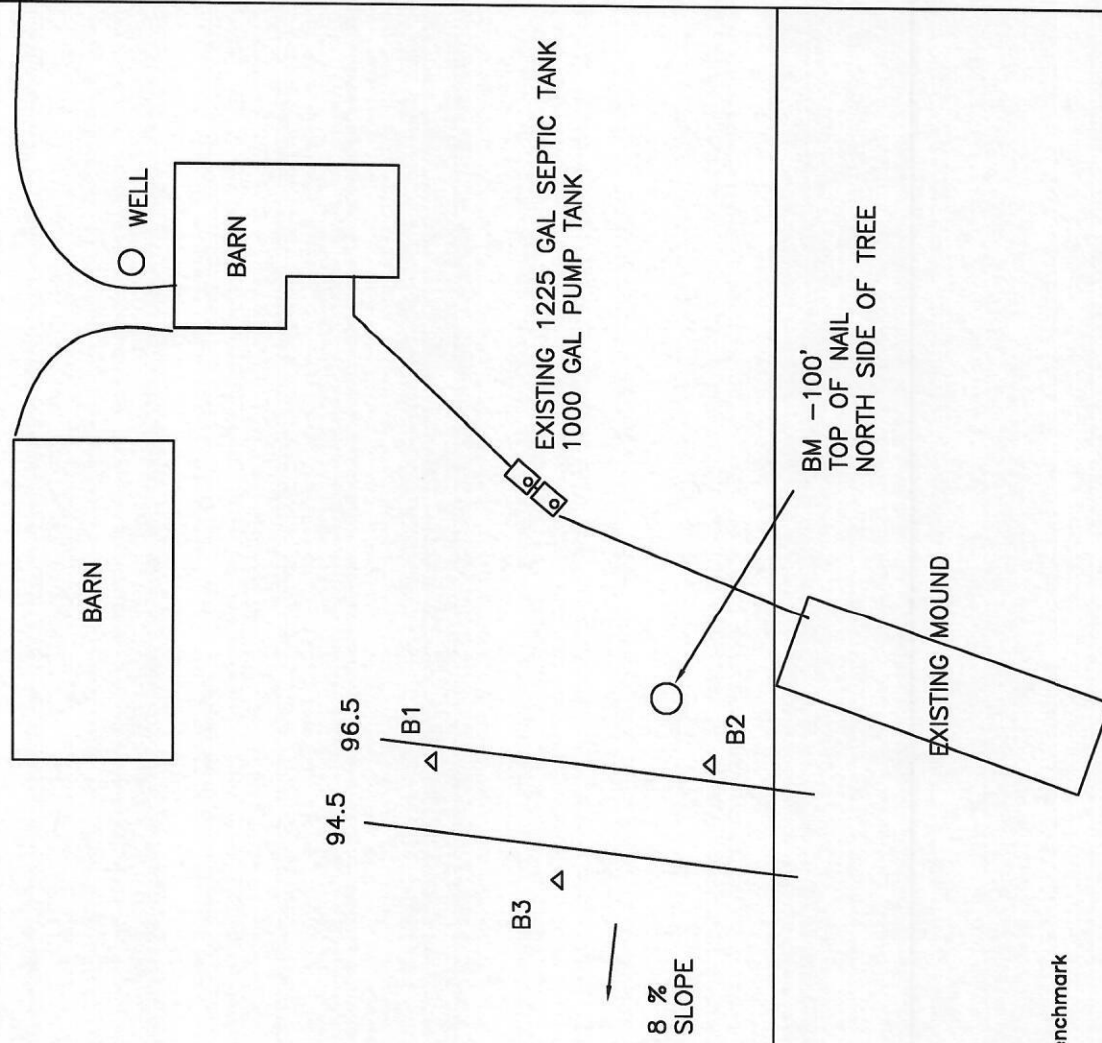 WELL
BARN
BARN
EXISTING 1225 GAL SEPTIC TANK
1000 GAL PUMP TANK
96.5
B1
94.5
B3
B2
8 %
SLOPE
BM -100'
TOP OF NAIL
NORTH SIDE OF TREE
EXISTING MOUND
enchmark